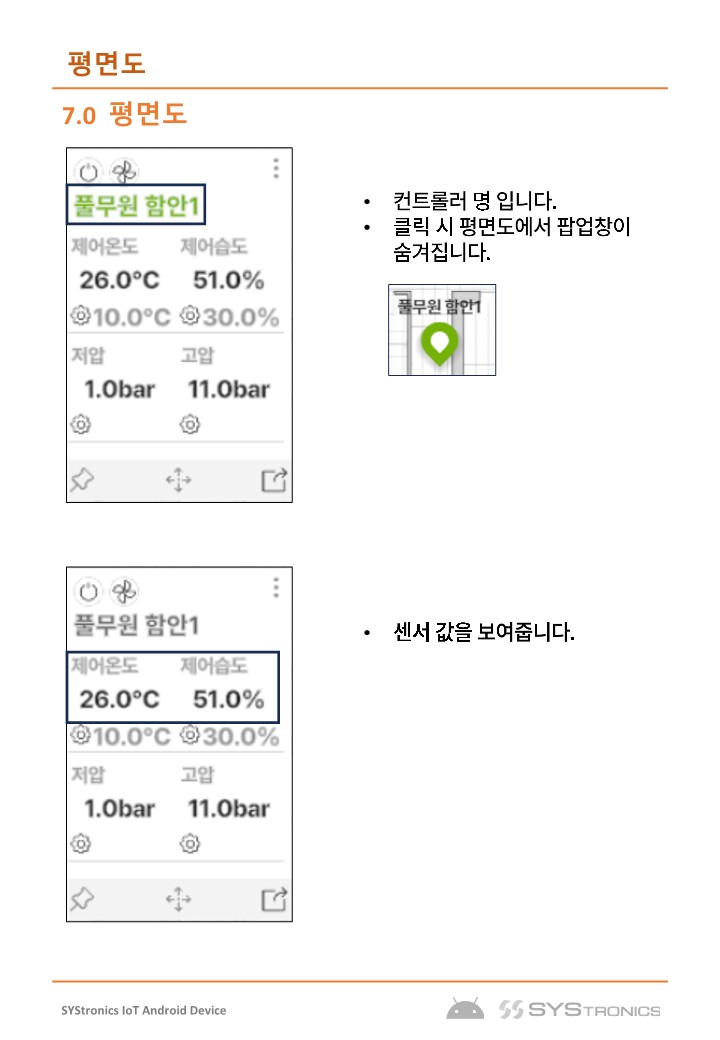 평면도
7.0 평면도
풀무원 함안1
제어온도 제어습도
26.0°C 51.0%
10.0°C 30.0%
저압 고압
1.0bar 11.0bar
• 컨트롤러 명 입니다.
• 클릭 시 평면도에서 팝업창이
숨겨집니다.
풀무원 함안1
풀무원 함안1
제어온도 제어습도
26.0°C 51.0%
10.0°C 30.0%
저압 고압
1.0bar 11.0bar
• 센서 값을 보여줍니다.
SYStronics IoT Android Device
SYSTRONICS